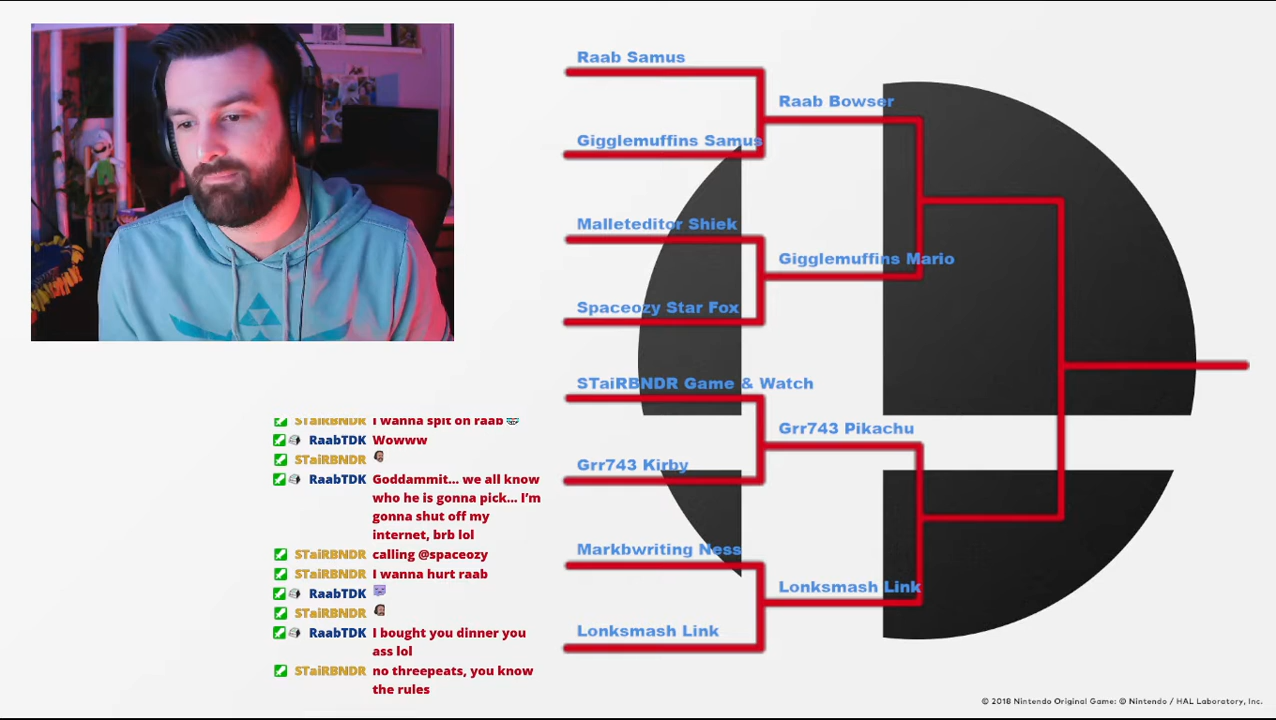 Raab Samus
Raab Bowser
Gigglemuffins Samus
Malleteditor Shiek
Gigglemuffins Mario
Spaceozy Star Fox
STaiRBNDR Game & Watch
Grr743 Pikachu
Grr743 Kirby
Markbwriting Ness
Lonksmash Link
Lonksmash Link
STaiRBNDR I wanna spit on raab
RaabTDK Wowww
STaiRBNDR
RaabTDK Goddammit... we all know
who he is gonna pick... I’m
gonna shut off my
internet, brb lol
STaiRBNDR calling @spaceozy
STaiRBNDR I wanna hurt raab
RaabTDK
STaiRBNDR
RaabTDK I bought you dinner you
ass lol
STaiRBNDR no threepeats, you know
the rules
© 2018 Nintendo Original Game: © Nintendo / HAL Laboratory, Inc.